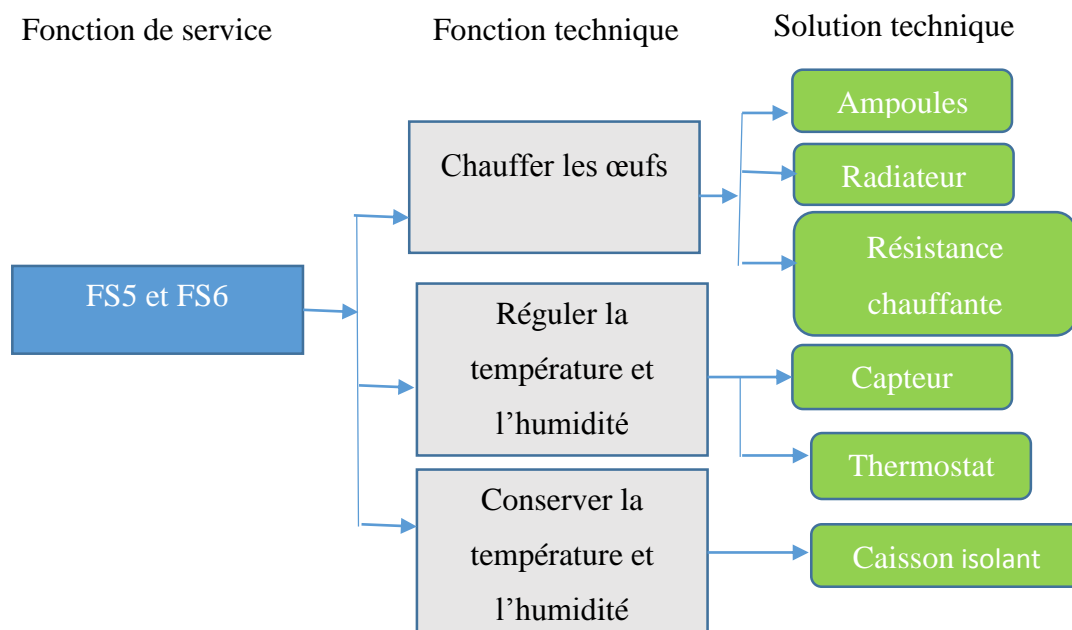 Fonction de service
Fonction technique
Solution technique
FS5 et FS6
Chauffer les œufs
Ampoules
Radiateur
Résistance
chauffante
Réguler la
température et
l’humidité
Capteur
Thermostat
Conserver la
température et
l’humidité
Caisson isolant